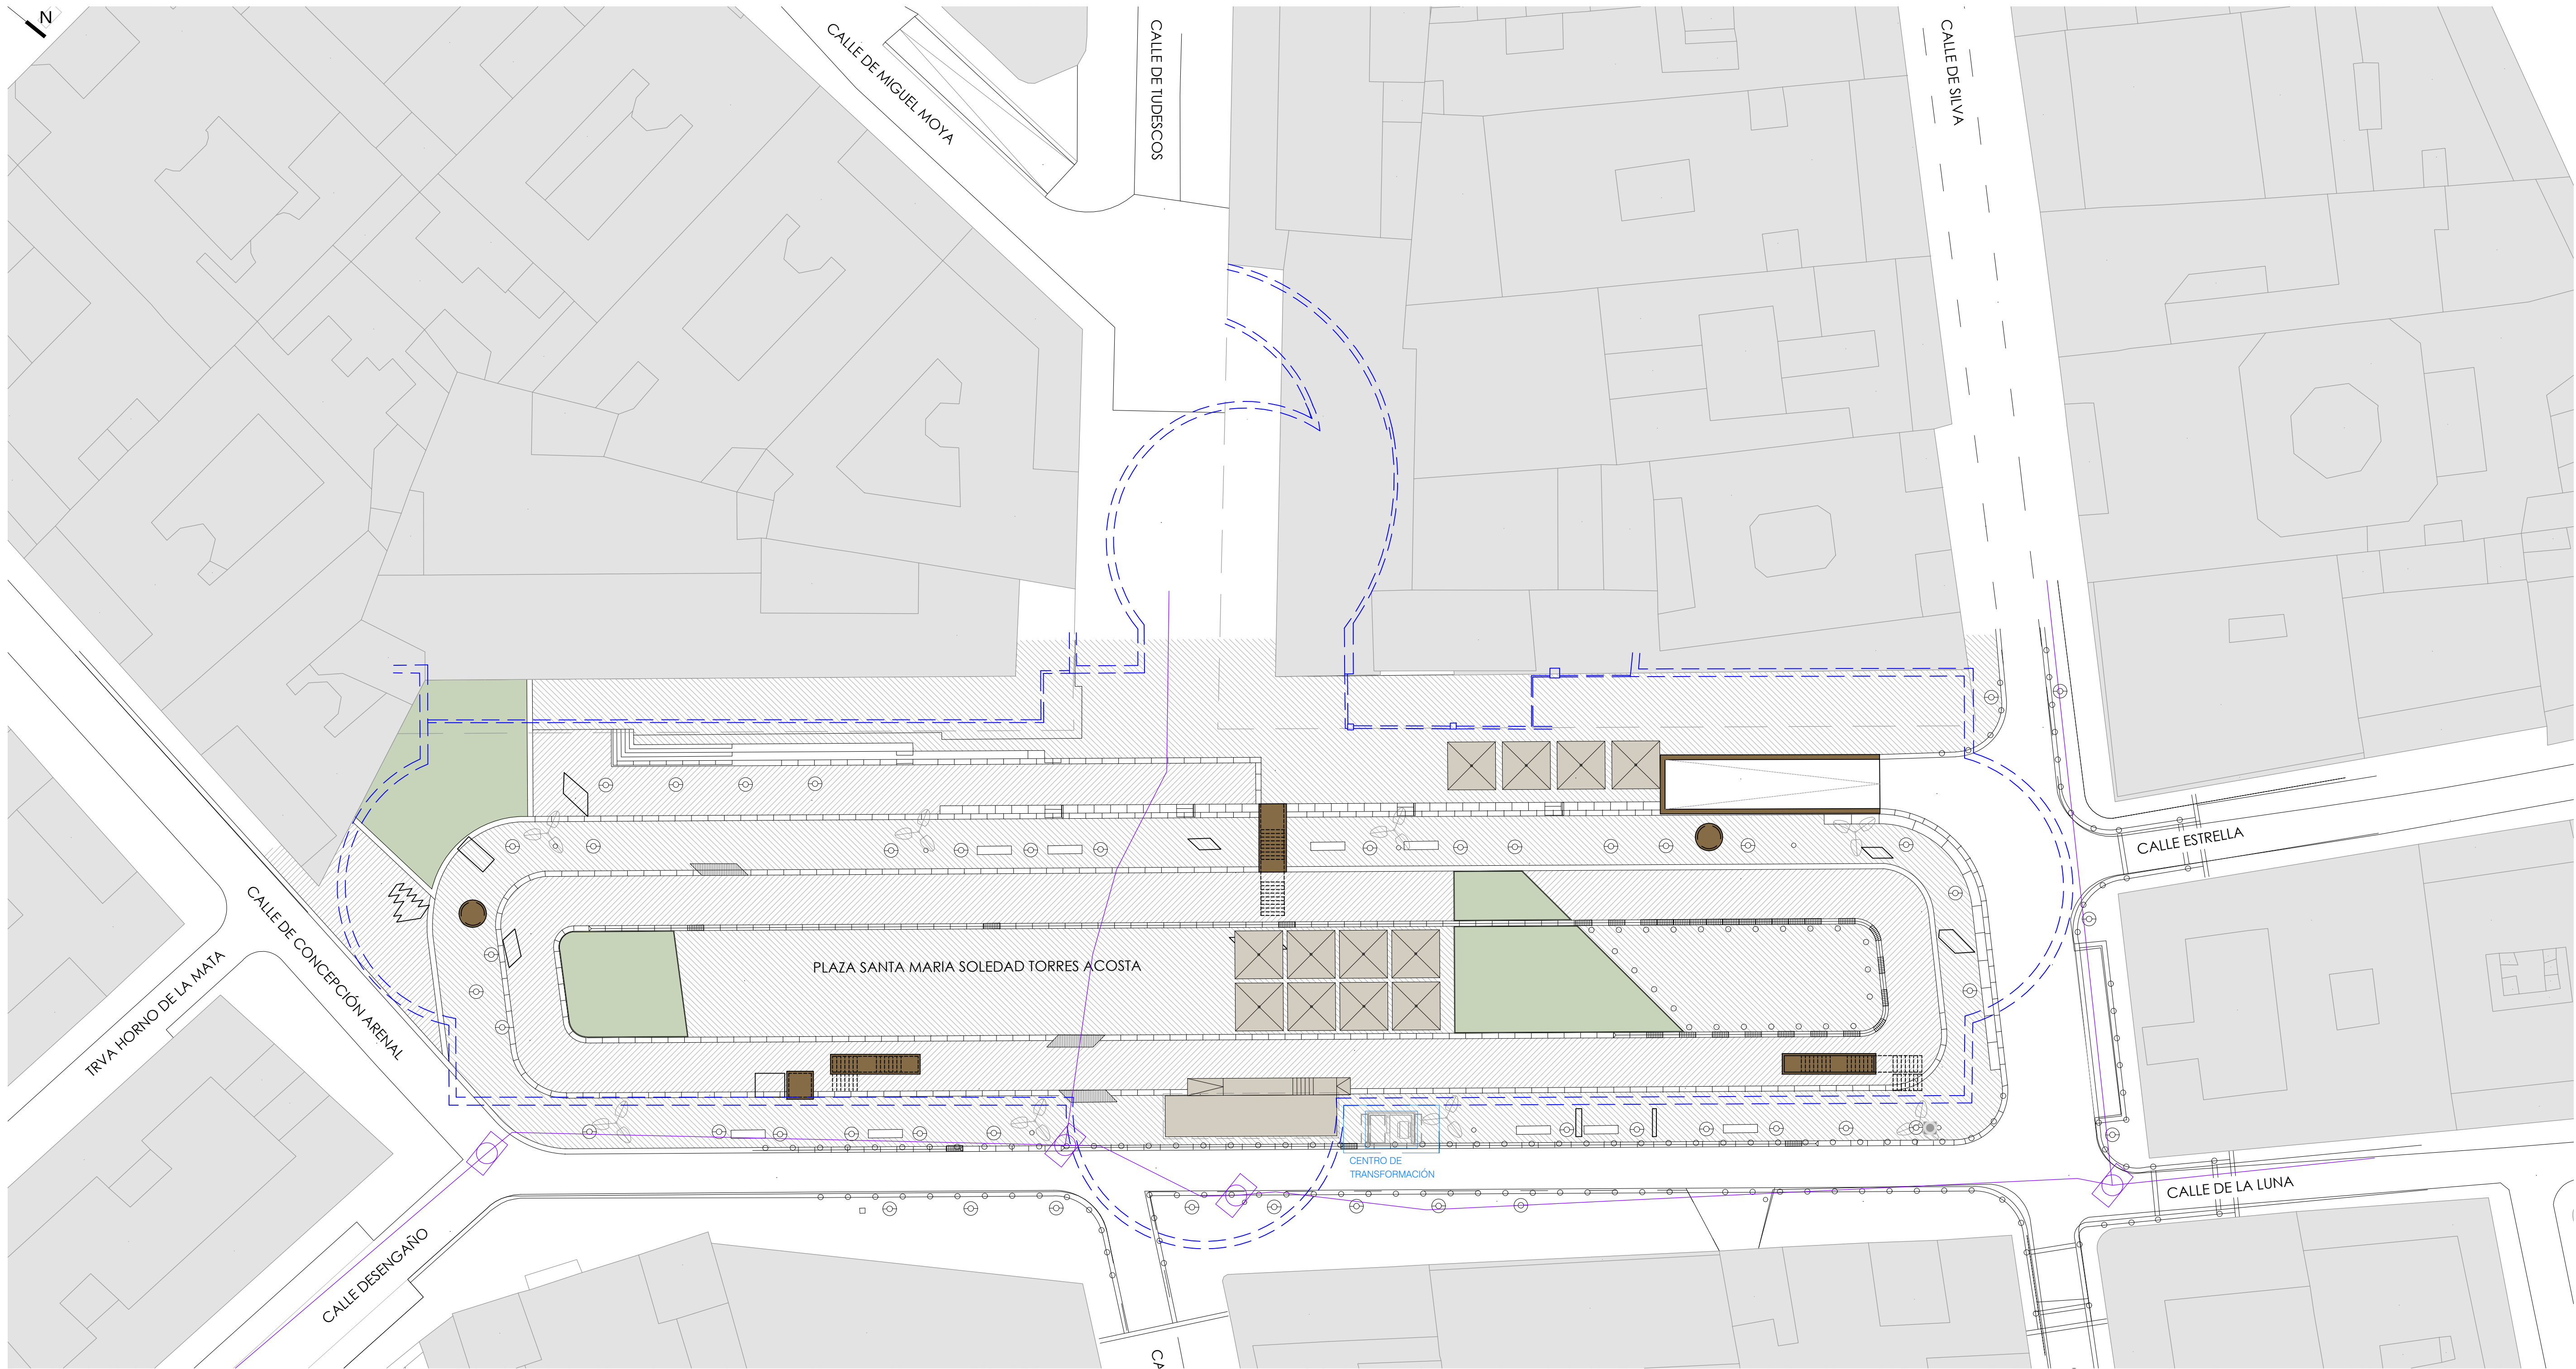 N
CALLE DE MIGUEL MOYA
CALLE DE TUDESCOS
CALLE DE SILVA
CALLE ESTRELLA
CALLE DE CONCEPCIÓN ARENAL
TRVA HORNO DE LA MATA
PLAZA SANTA MARIA SOLEDAD TORRES ACOSTA
CENTRO DE
TRANSFORMACIÓN
CALLE DE LA LUNA
CALLE DESENGAÑO
CA